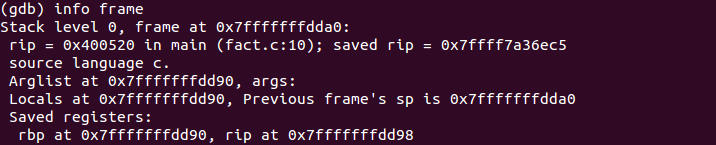 (gdb) info frame
Stack level 0, frame at 0x7fffffffdda0:
 rip = 0x400520 in main (fact.c:10); saved rip = 0x7ffff7a36ec5
 source language c.
 Arglist at 0x7fffffffdd90, args:
 Locals at 0x7fffffffdd90, Previous frame's sp is 0x7fffffffdda0
 Saved registers:
  rbp at 0x7fffffffdd90, rip at 0x7fffffffdd98